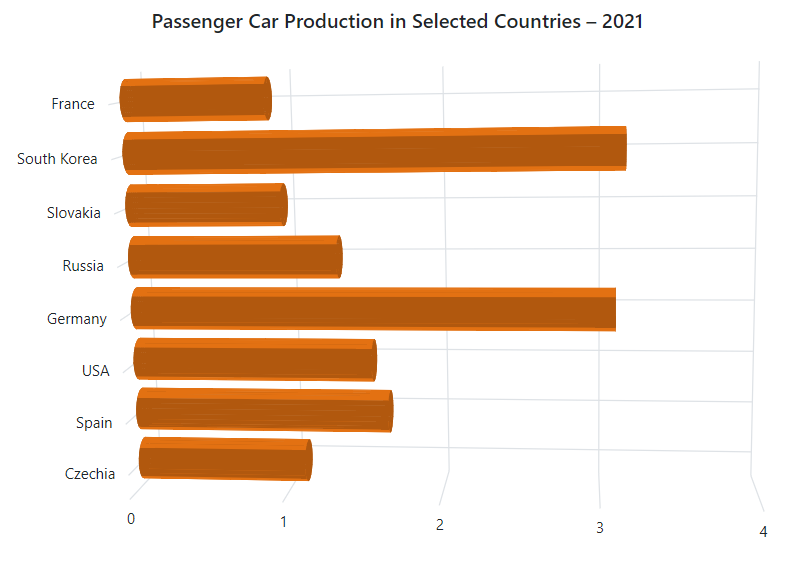 Passenger Car Production in Selected Countries – 2021
France
South Korea
Slovakia
Russia
Germany
USA
Spain
Czechia
0
1
2
3
4